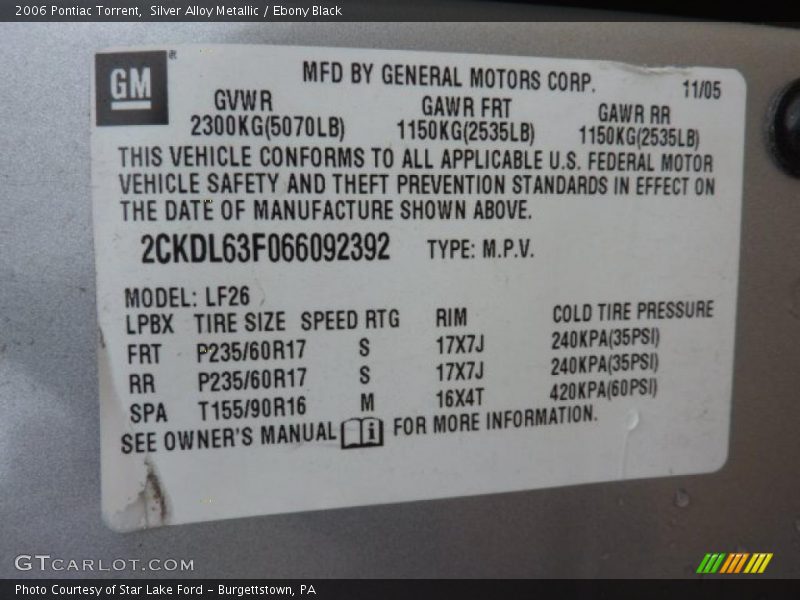 2006 Pontiac Torrent,  Silver Alloy Metallic / Ebony Black
GM ®
MFD BY GENERAL MOTORS CORP.
11/05
GVWR GAWR FRT GAWR RR
2300KG(5070LB) 1150KG(2535LB) 1150KG(2535LB)
THIS VEHICLE CONFORMS TO ALL APPLICABLE U.S. FEDERAL MOTOR
VEHICLE SAFETY AND THEFT PREVENTION STANDARDS IN EFFECT ON
THE DATE OF MANUFACTURE SHOWN ABOVE.
2CKDL63F066092392 TYPE: M.P.V.
MODEL: LF26
LPBX TIRE SIZE SPEED RTG RIM COLD TIRE PRESSURE
FRT P235/60R17 S 17X7J 240KPA(35PSI)
RR P235/60R17 S 17X7J 240KPA(35PSI)
SPA T155/90R16 M 16X4T 420KPA(60PSI)
SEE OWNER'S MANUAL i FOR MORE INFORMATION.
GTCARLOT.COM
Photo Courtesy of Star Lake Ford – Burgettstown, PA